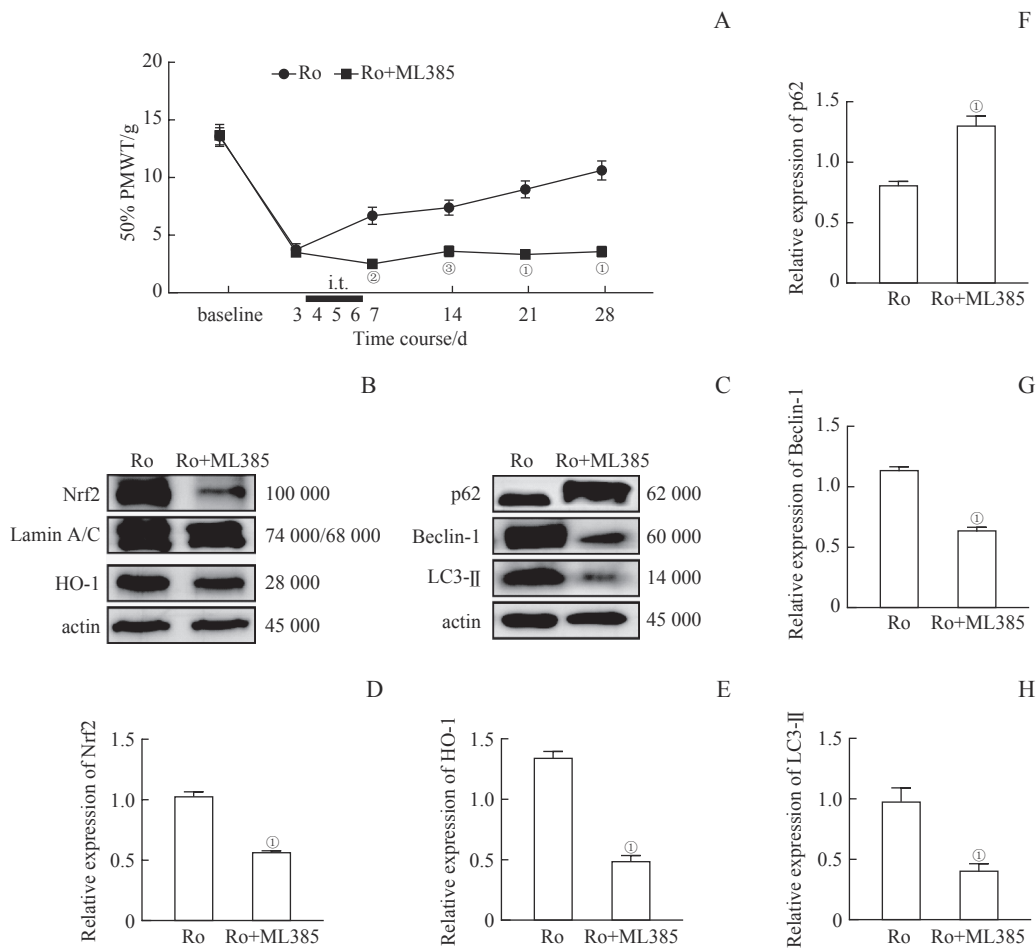 A
20
15
10
5
0
50% PMWT/g
Ro
Ro+ML385
②
③
①
①
i.t.
baseline
3
4
5
6
7
14
21
28
Time course/d
F
Relative expression of p62
1.5
1.0
0.5
0
①
Ro
Ro+ML385
B
Ro
Ro+ML385
Nrf2
100 000
Lamin A/C
74 000/68 000
HO-1
28 000
actin
45 000
C
Ro
Ro+ML385
p62
62 000
Beclin-1
60 000
LC3-Ⅱ
14 000
actin
45 000
G
Relative expression of Beclin-1
1.5
1.0
0.5
0
①
Ro
Ro+ML385
D
Relative expression of Nrf2
1.5
1.0
0.5
0
①
Ro
Ro+ML385
E
Relative expression of HO-1
1.5
1.0
0.5
0
①
Ro
Ro+ML385
H
Relative expression of LC3-Ⅱ
1.5
1.0
0.5
0
①
Ro
Ro+ML385